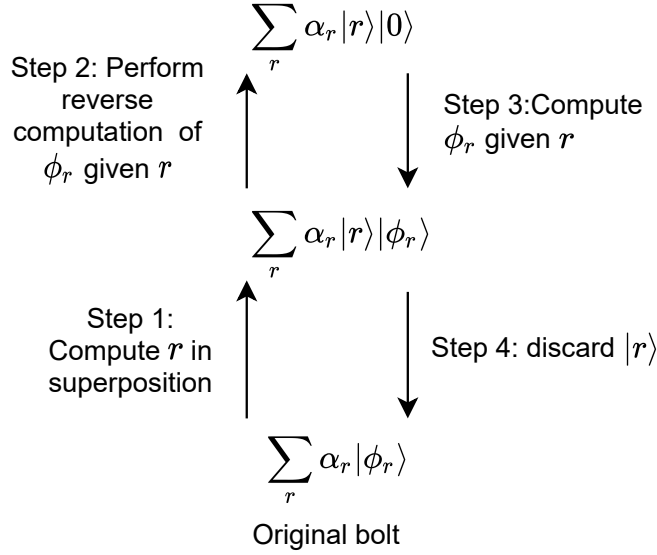 ∑_r α_r|r⟩|0⟩
Step 2: Perform
reverse
computation of
ϕ_r given r
Step 3:Compute
ϕ_r given r
∑_r α_r|r⟩|ϕ_r⟩
Step 1:
Compute r in
superposition
Step 4: discard |r⟩
∑_r α_r|ϕ_r⟩
Original bolt